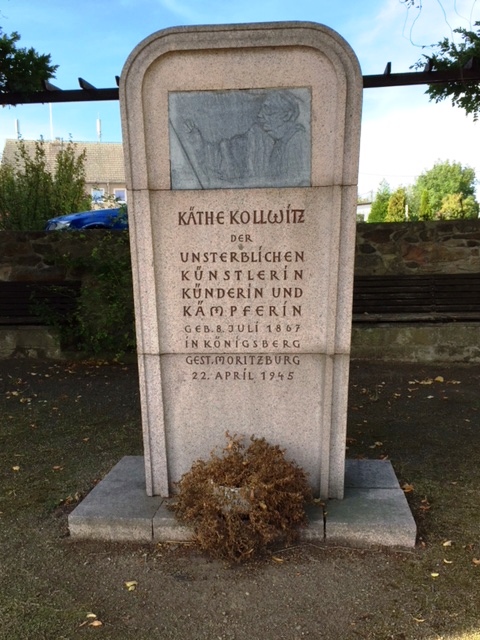 KÄTHE KOLLWITZ
DER
UNSTERBLICHEN
KÜNSTLERIN
KÜNDERIN UND
KÄMPFERIN
GEB. 8. JULI 1867
IN KÖNIGSBERG
GEST. MORITZBURG
22. APRIL 1945